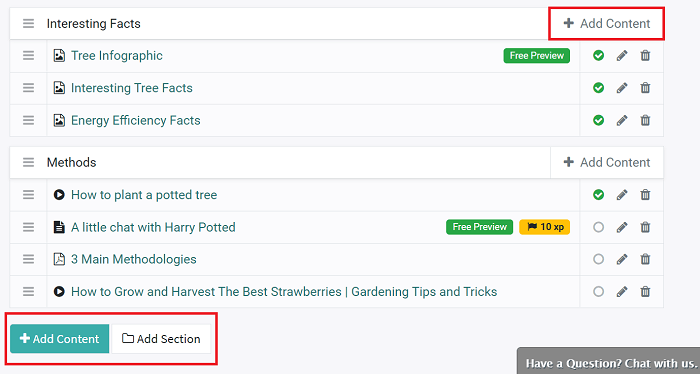 Interesting Facts + Add Content
Tree Infographic Free Preview
Interesting Tree Facts
Energy Efficiency Facts
Methods + Add Content
How to plant a potted tree
A little chat with Harry Potted Free Preview 10 xp
3 Main Methodologies
How to Grow and Harvest The Best Strawberries | Gardening Tips and Tricks
+ Add Content Add Section
Have a Question? Chat with us.